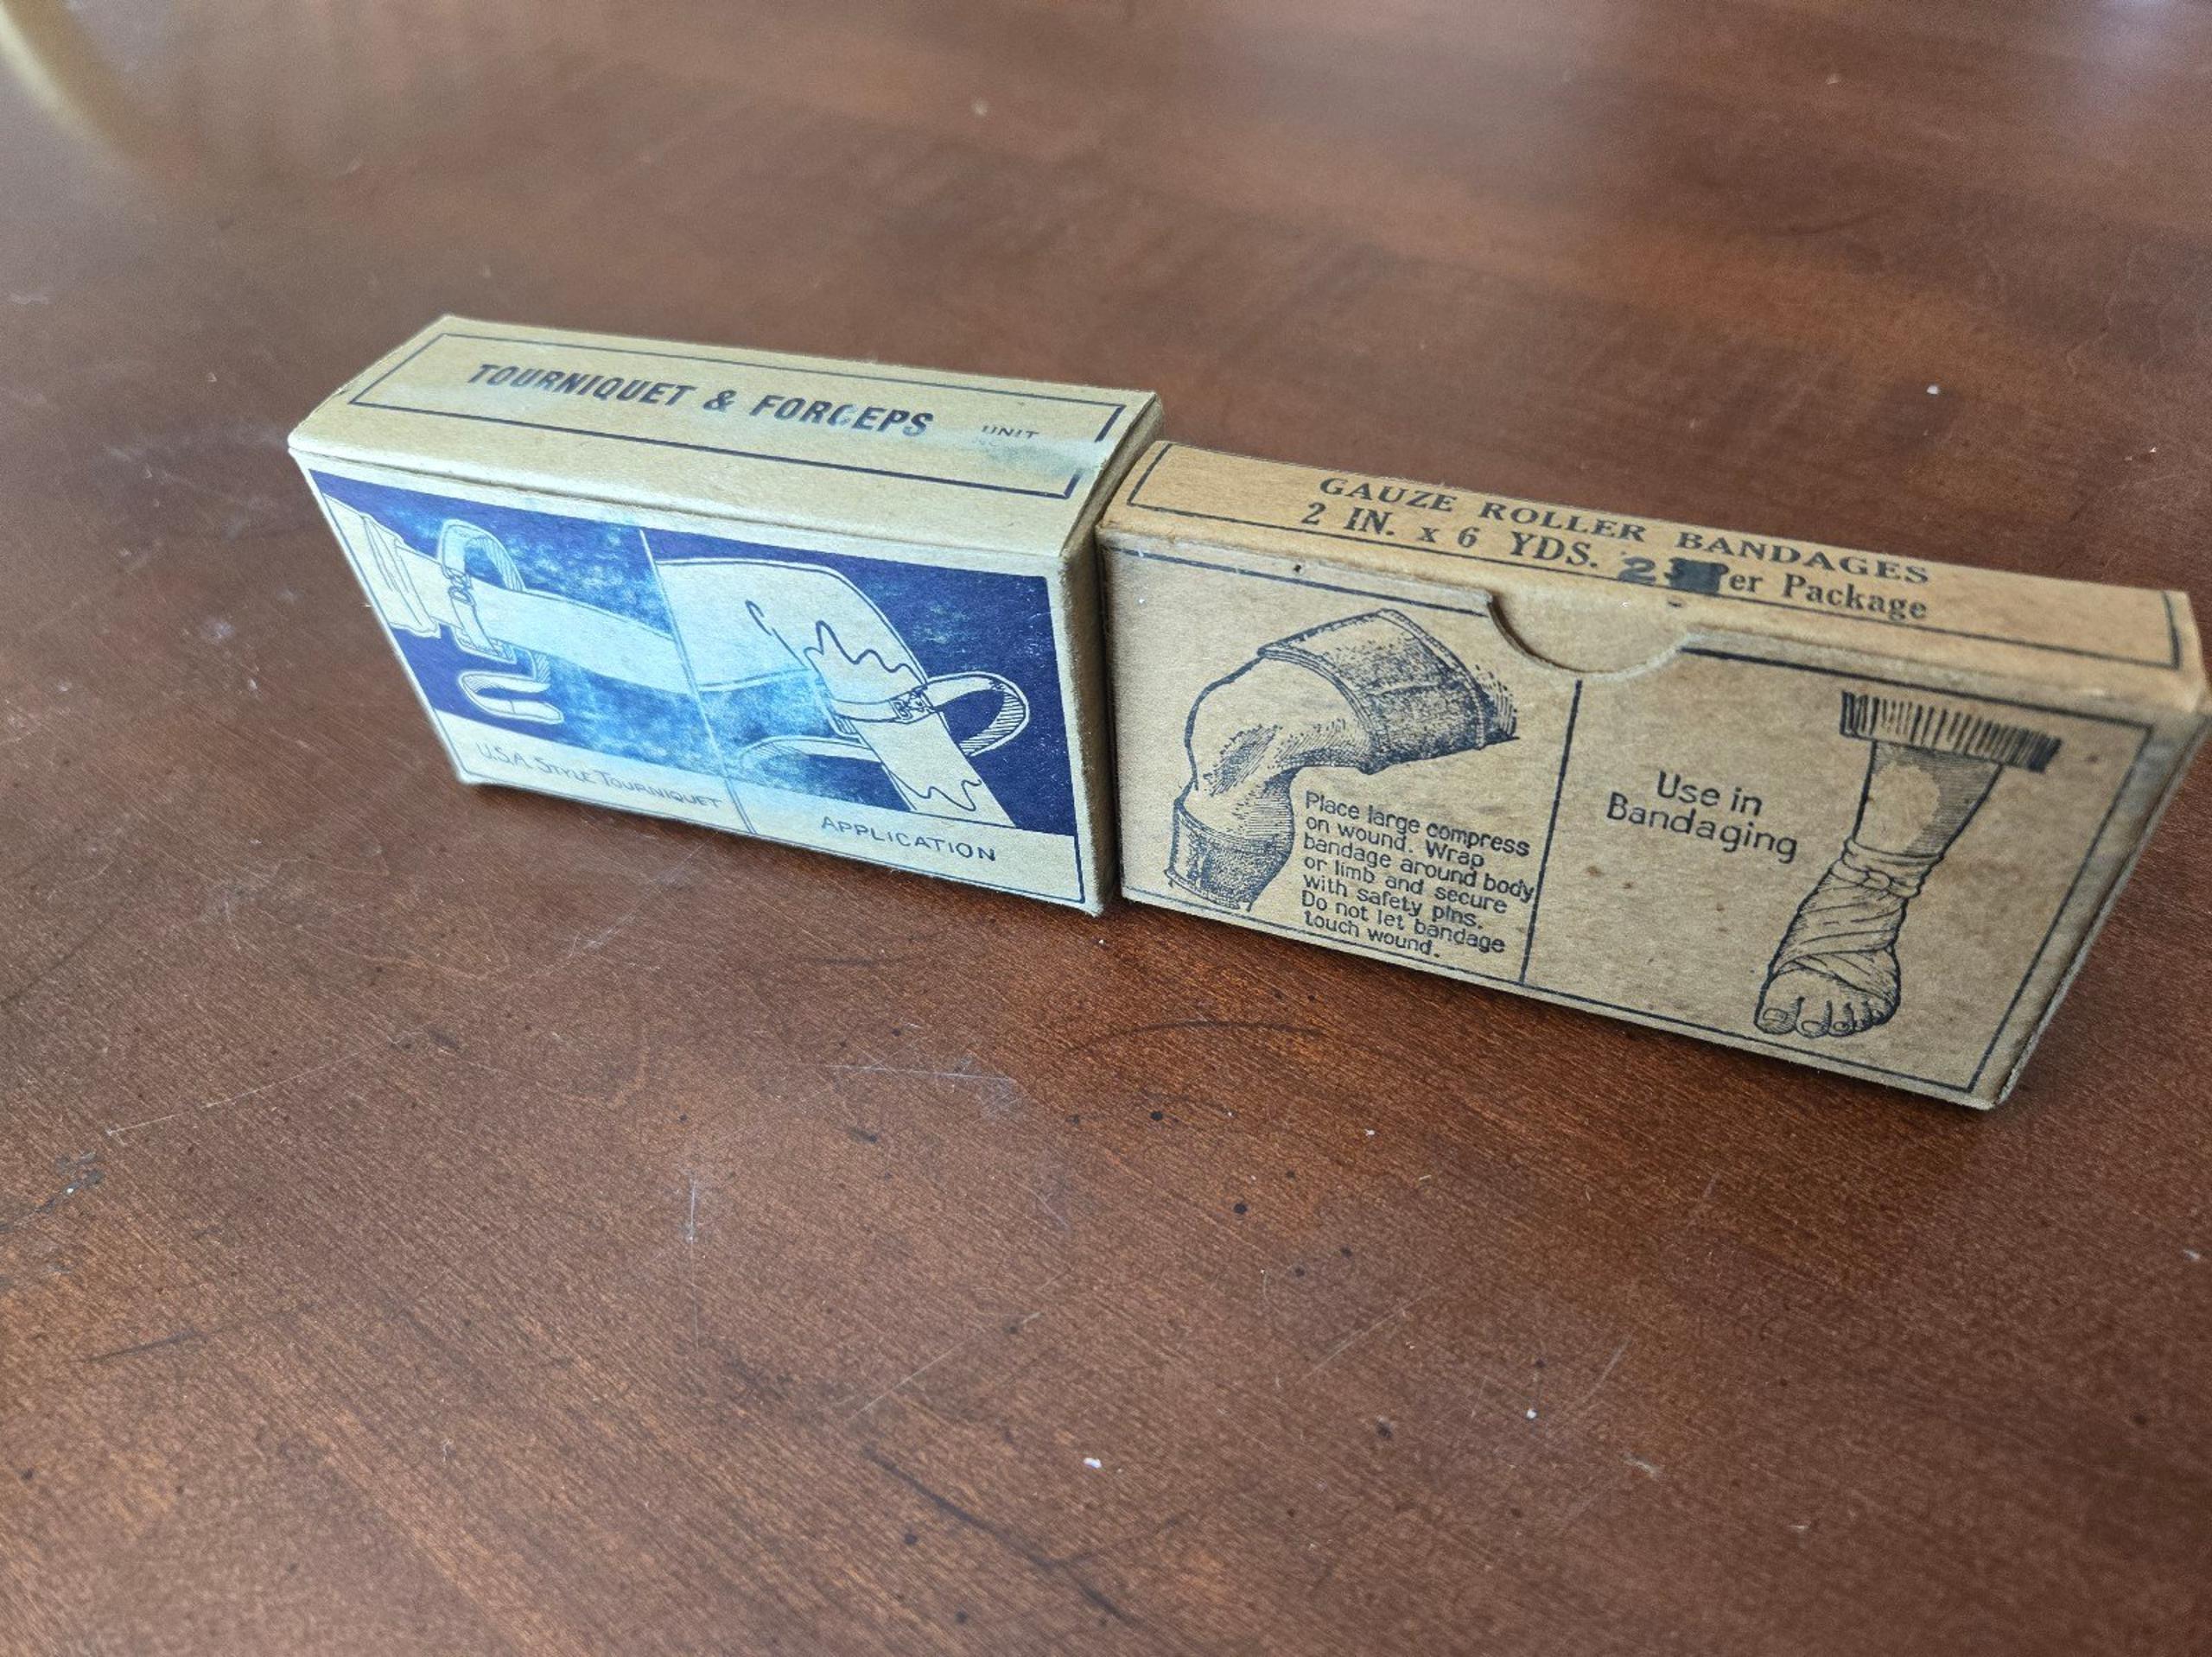 TOURNIQUET & FORCEPS
UNIT
U.S.A. STYLE TOURNIQUET
APPLICATION
GAUZE ROLLER BANDAGES
2 IN. x 6 YDS. 2 Per Package
Place large compress
on wound. Wrap
bandage around body
or limb and secure
with safety pins.
Do not let bandage
touch wound.
Use in
Bandaging